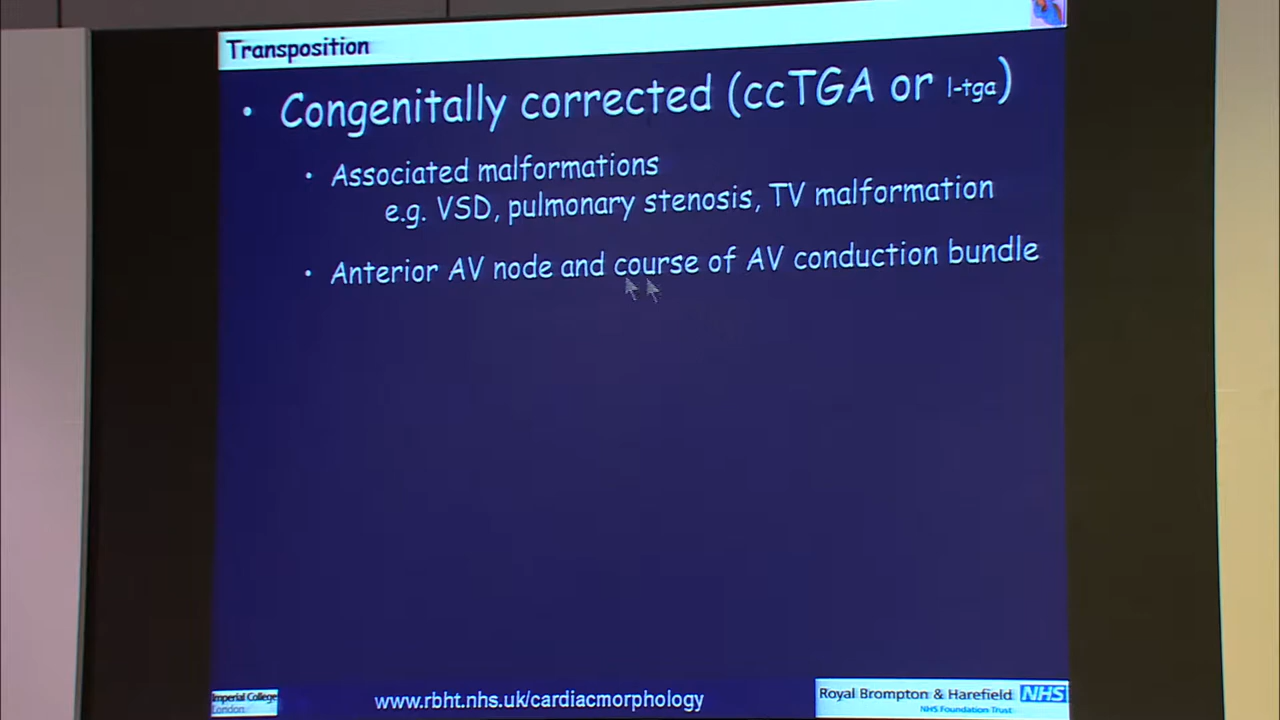 Transposition
• Congenitally corrected (ccTGA or l-tga)
• Associated malformations
e.g. VSD, pulmonary stenosis, TV malformation
• Anterior AV node and course of AV conduction bundle
Imperial College
London
www.rbht.nhs.uk/cardiacmorphology
Royal Brompton & Harefield NHS
NHS Foundation Trust